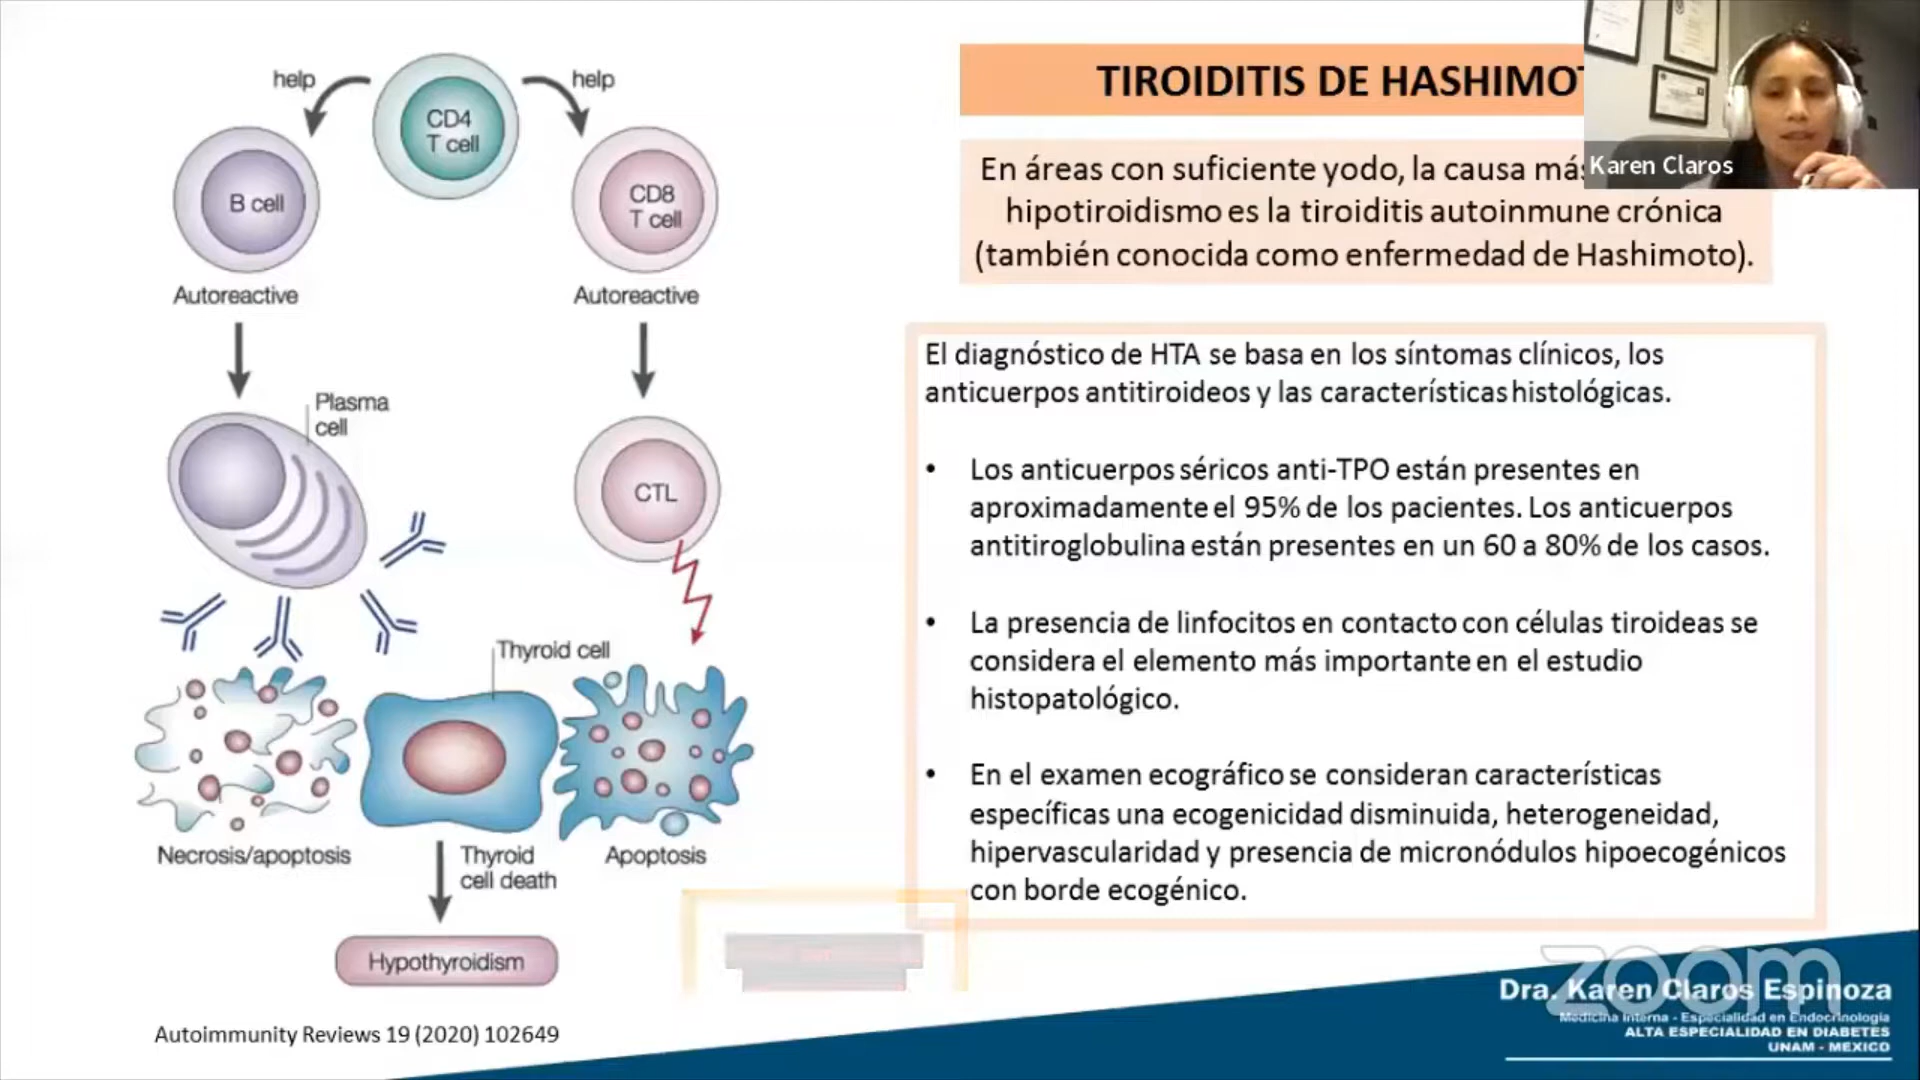 help
CD4
T cell
help
B cell
CD8
T cell
Autoreactive
Autoreactive
Plasma
cell
CTL
Thyroid cell
Necrosis/apoptosis
Thyroid
cell death
Apoptosis
Hypothyroidism
Autoimmunity Reviews 19 (2020) 102649
TIROIDITIS DE
Karen Claros
En áreas con suficiente yodo, la causa más
hipotiroidismo es la tiroiditis autoinmune crónica
(también conocida como enfermedad de Hashimoto).
El diagnóstico de HTA se basa en los síntomas clínicos, los
anticuerpos antitiroideos y las características histológicas.
• Los anticuerpos séricos anti-TPO están presentes en
aproximadamente el 95% de los pacientes. Los anticuerpos
antitiroglobulina están presentes en un 60 a 80% de los casos.
• La presencia de linfocitos en contacto con células tiroideas se
considera el elemento más importante en el estudio
histopatológico.
• En el examen ecográfico se consideran características
específicas una ecogenicidad disminuida, heterogeneidad,
hipervascularidad y presencia de micronódulos hipoecogénicos
con borde ecogénico.
zoom
Dra. Karen Claros Espinoza
Medicina Interna - Especialidad en Endocrinología
ALTA ESPECIALIDAD EN DIABETES
UNAM - MEXICO